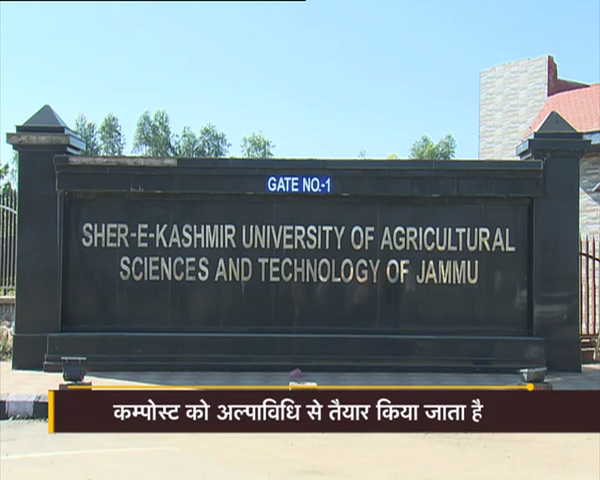 GATE NO.-1
SHER-E-KASHMIR UNIVERSITY OF AGRICULTURAL
SCIENCES AND TECHNOLOGY OF JAMMU
कम्पोस्ट को अल्पाविधि से तैयार किया जाता है